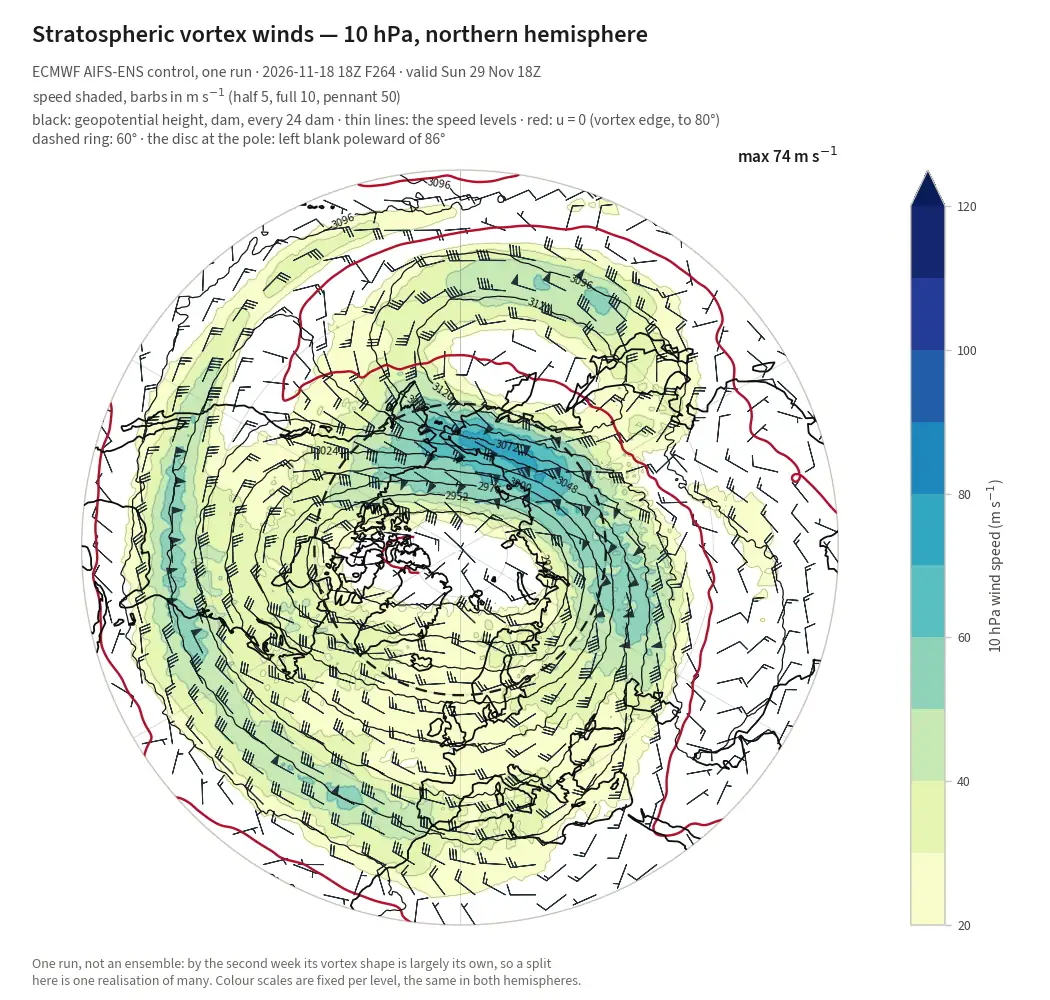 Stratospheric vortex winds — 10 hPa, northern hemisphere
ECMWF AIFS-ENS control, one run · 2026-11-18 18Z F264 · valid Sun 29 Nov 18Z
speed shaded, barbs in m s⁻¹ (half 5, full 10, pennant 50)
black: geopotential height, dam, every 24 dam · thin lines: the speed levels · red: u = 0 (vortex edge, to 80°)
dashed ring: 60° · the disc at the pole: left blank poleward of 86°
max 74 m s⁻¹
3096
3096
3096
3072
3048
3024
3000
2952
120
100
80
60
40
20
10 hPa wind speed (m s⁻¹)
One run, not an ensemble: by the second week its vortex shape is largely its own, so a split
here is one realisation of many. Colour scales are fixed per level, the same in both hemispheres.